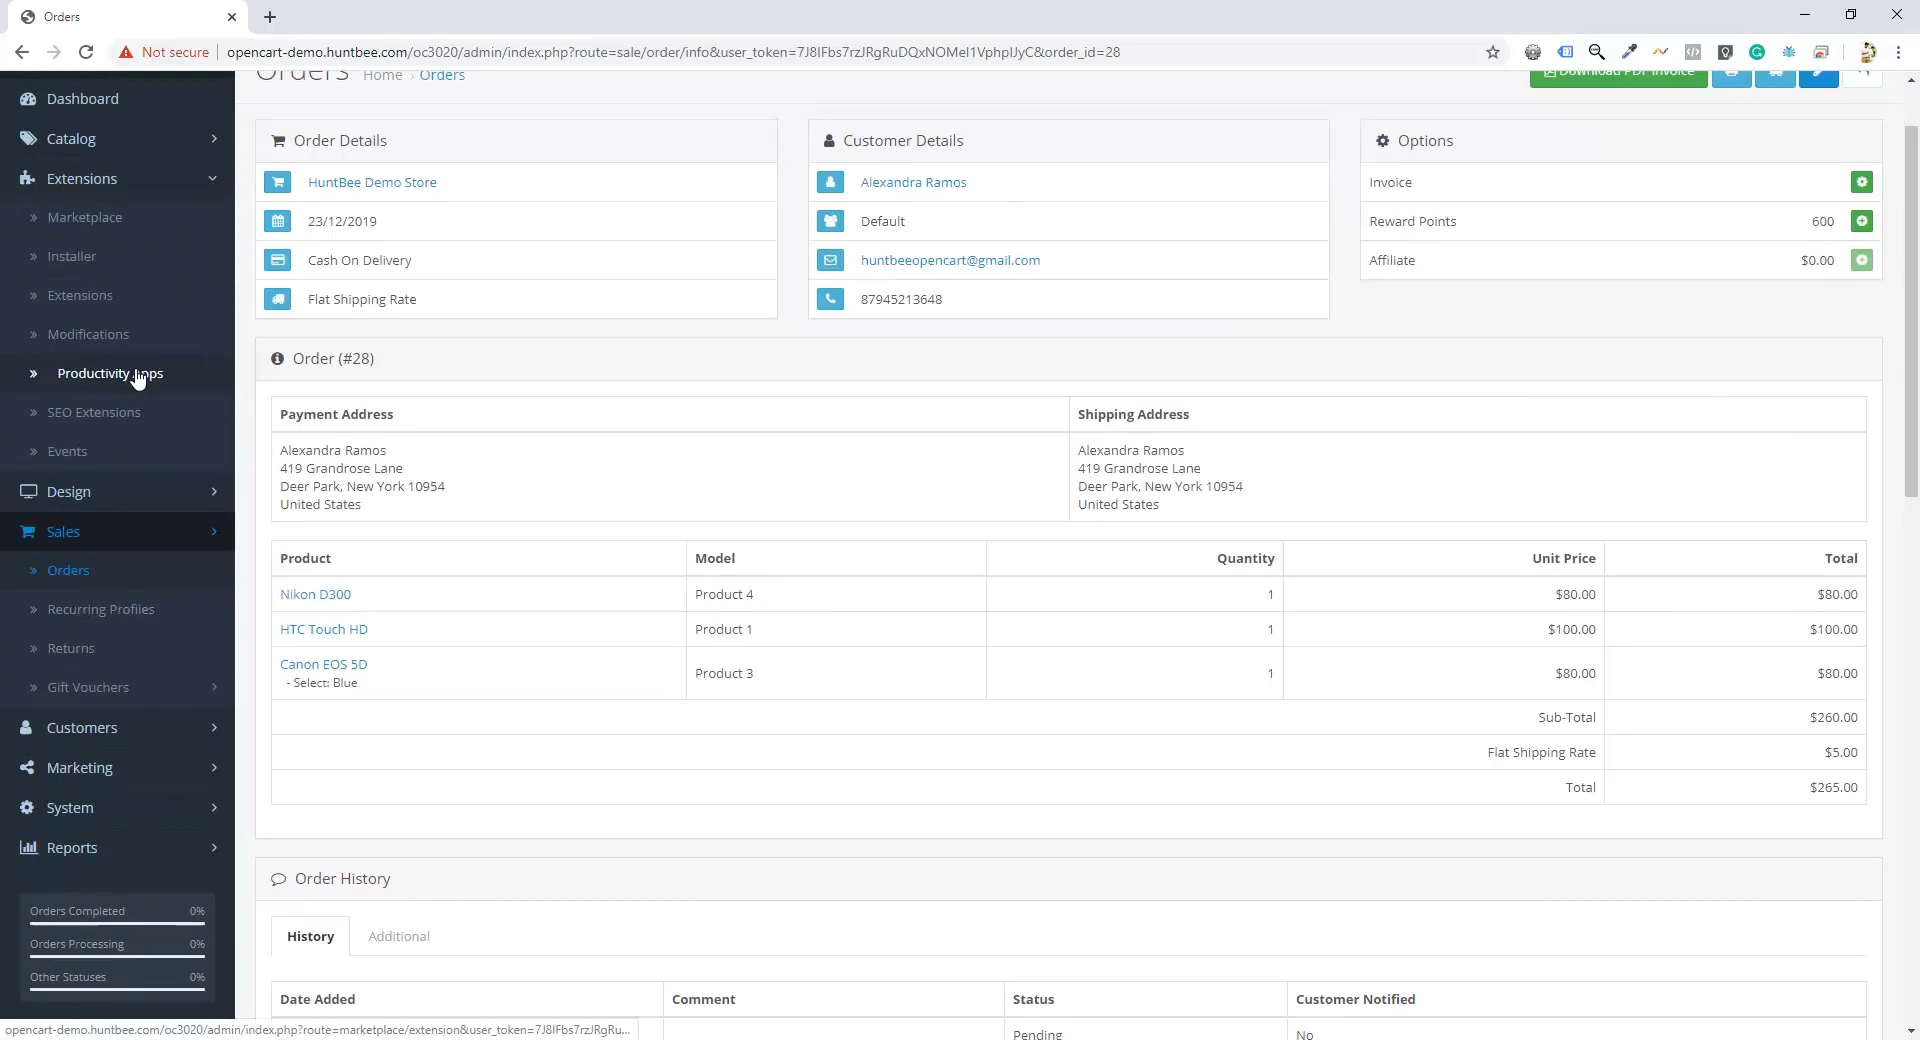 Orders
Not secure
opencart-demo.huntbee.com/oc3020/admin/index.php?route=sale/order/info&user_token=7J8IFbs7rzJRgRuDQxNOMeI1VphpIJyC&order_id=28
Orders Home › Orders
Download PDF Invoice
Dashboard
Catalog
Extensions
Marketplace
Installer
Extensions
Modifications
Productivity Apps
SEO Extensions
Events
Design
Sales
Orders
Recurring Profiles
Returns
Gift Vouchers
Customers
Marketing
System
Reports
Orders Completed 0%
Orders Processing 0%
Other Statuses 0%
Order Details
HuntBee Demo Store
23/12/2019
Cash On Delivery
Flat Shipping Rate
Customer Details
Alexandra Ramos
Default
huntbeeopencart@gmail.com
87945213648
Options
Invoice
Reward Points 600
Affiliate $0.00
Order (#28)
Payment Address Shipping Address
Alexandra Ramos
419 Grandrose Lane
Deer Park, New York 10954
United States
Alexandra Ramos
419 Grandrose Lane
Deer Park, New York 10954
United States
Product Model Quantity Unit Price Total
Nikon D300 Product 4 1 $80.00 $80.00
HTC Touch HD Product 1 1 $100.00 $100.00
Canon EOS 5D Product 3 1 $80.00 $80.00
- Select: Blue
Sub-Total $260.00
Flat Shipping Rate $5.00
Total $265.00
Order History
History Additional
Date Added Comment Status Customer Notified
Pending No
opencart-demo.huntbee.com/oc3020/admin/index.php?route=marketplace/extension&user_token=7J8IFbs7rzJRgRu...